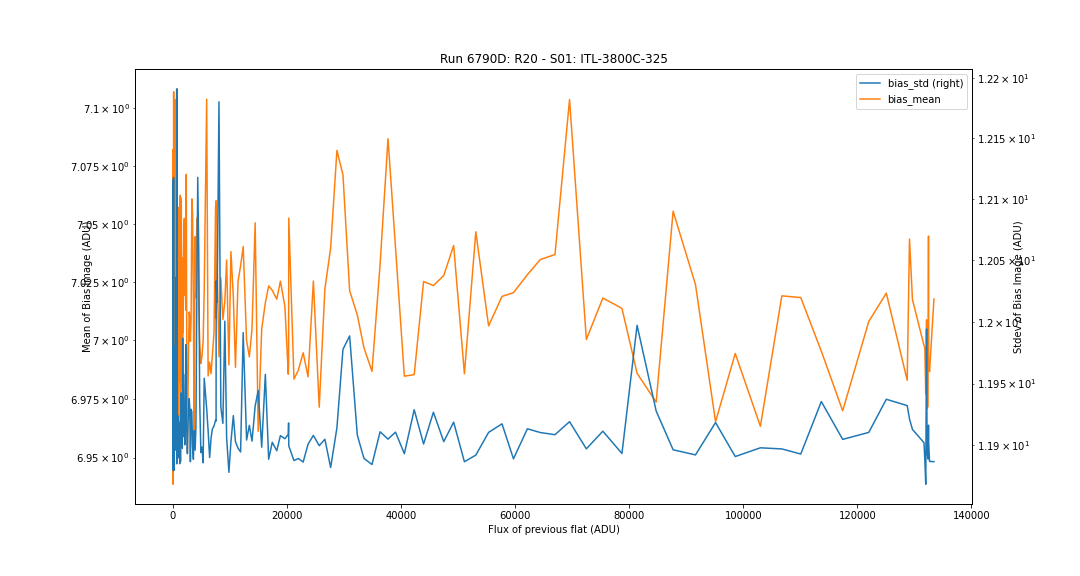 Run 6790D: R20 - S01: ITL-3800C-325
bias_std (right)
bias_mean
7.1 × 10⁰
7.075 × 10⁰
7.05 × 10⁰
7.025 × 10⁰
7 × 10⁰
6.975 × 10⁰
6.95 × 10⁰
Mean of Bias Image (ADU)
1.22 × 10¹
1.215 × 10¹
1.21 × 10¹
1.205 × 10¹
1.2 × 10¹
1.195 × 10¹
1.19 × 10¹
Stdev of Bias Image (ADU)
0 20000 40000 60000 80000 100000 120000 140000
Flux of previous flat (ADU)